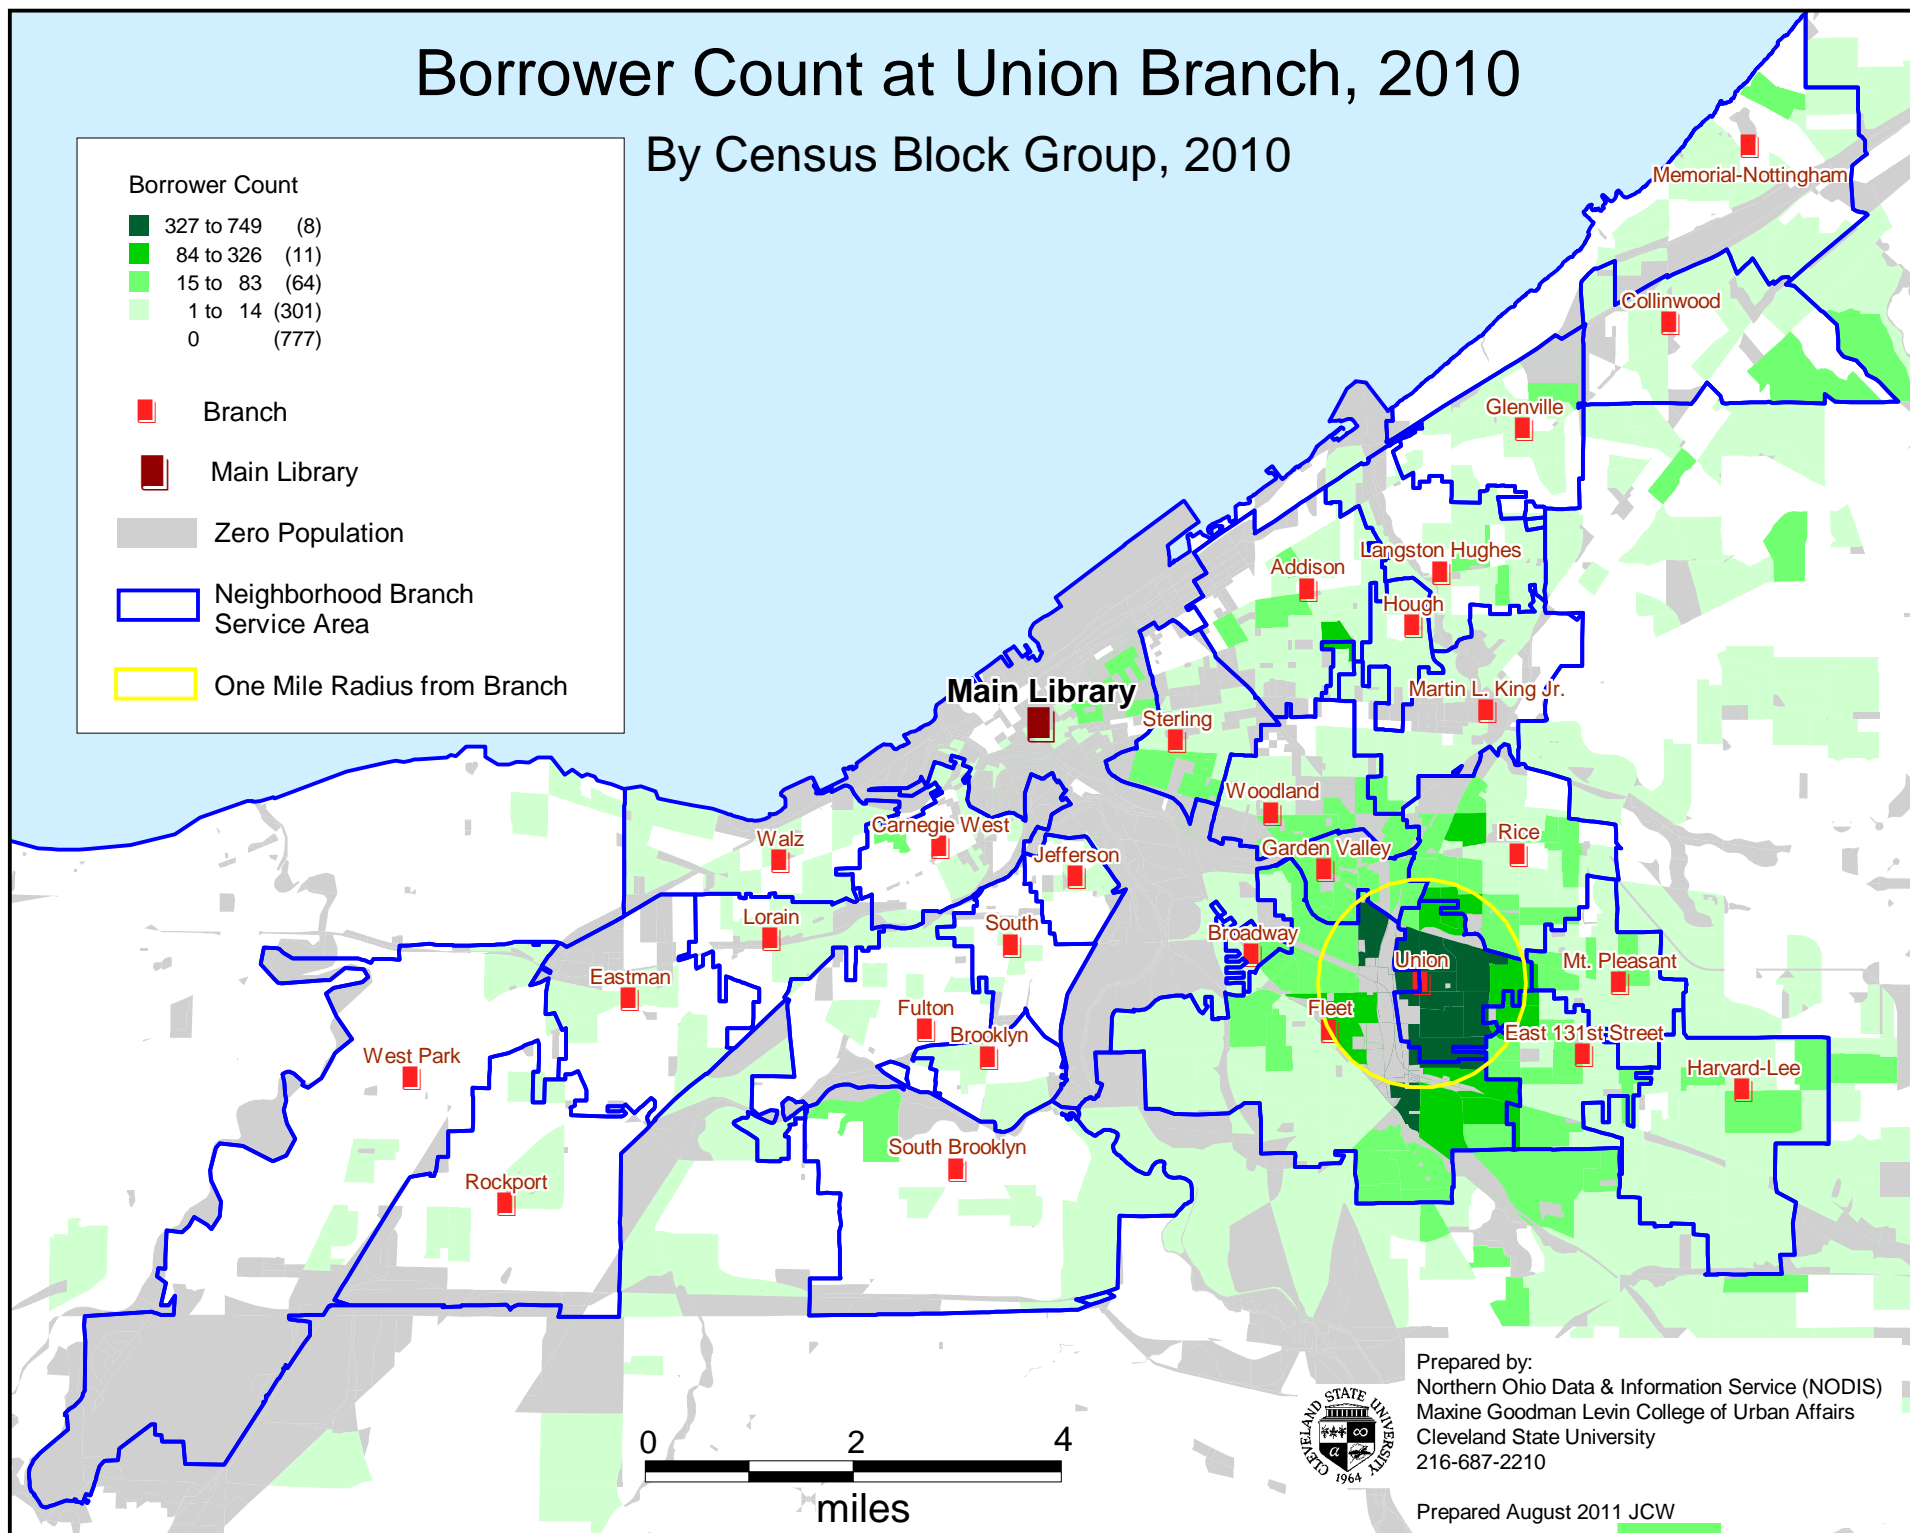 Borrower Count at Union Branch, 2010
By Census Block Group, 2010
Borrower Count
327 to 749 (8)
84 to 326 (11)
15 to 83 (64)
1 to 14 (301)
0 (777)
Branch
Main Library
Zero Population
Neighborhood Branch
Service Area
One Mile Radius from Branch
Memorial-Nottingham
Collinwood
Glenville
Langston Hughes
Addison
Hough
Main Library
Martin L. King Jr.
Sterling
Woodland
Walz
Carnegie West
Jefferson
Garden Valley
Rice
Lorain
South
Broadway
Union
Mt. Pleasant
Eastman
Fulton
Brooklyn
Fleet
East 131st Street
West Park
Harvard-Lee
South Brooklyn
Rockport
0 2 4
miles
CLEVELAND STATE UNIVERSITY
1964
Prepared by:
Northern Ohio Data & Information Service (NODIS)
Maxine Goodman Levin College of Urban Affairs
Cleveland State University
216-687-2210
Prepared August 2011 JCW